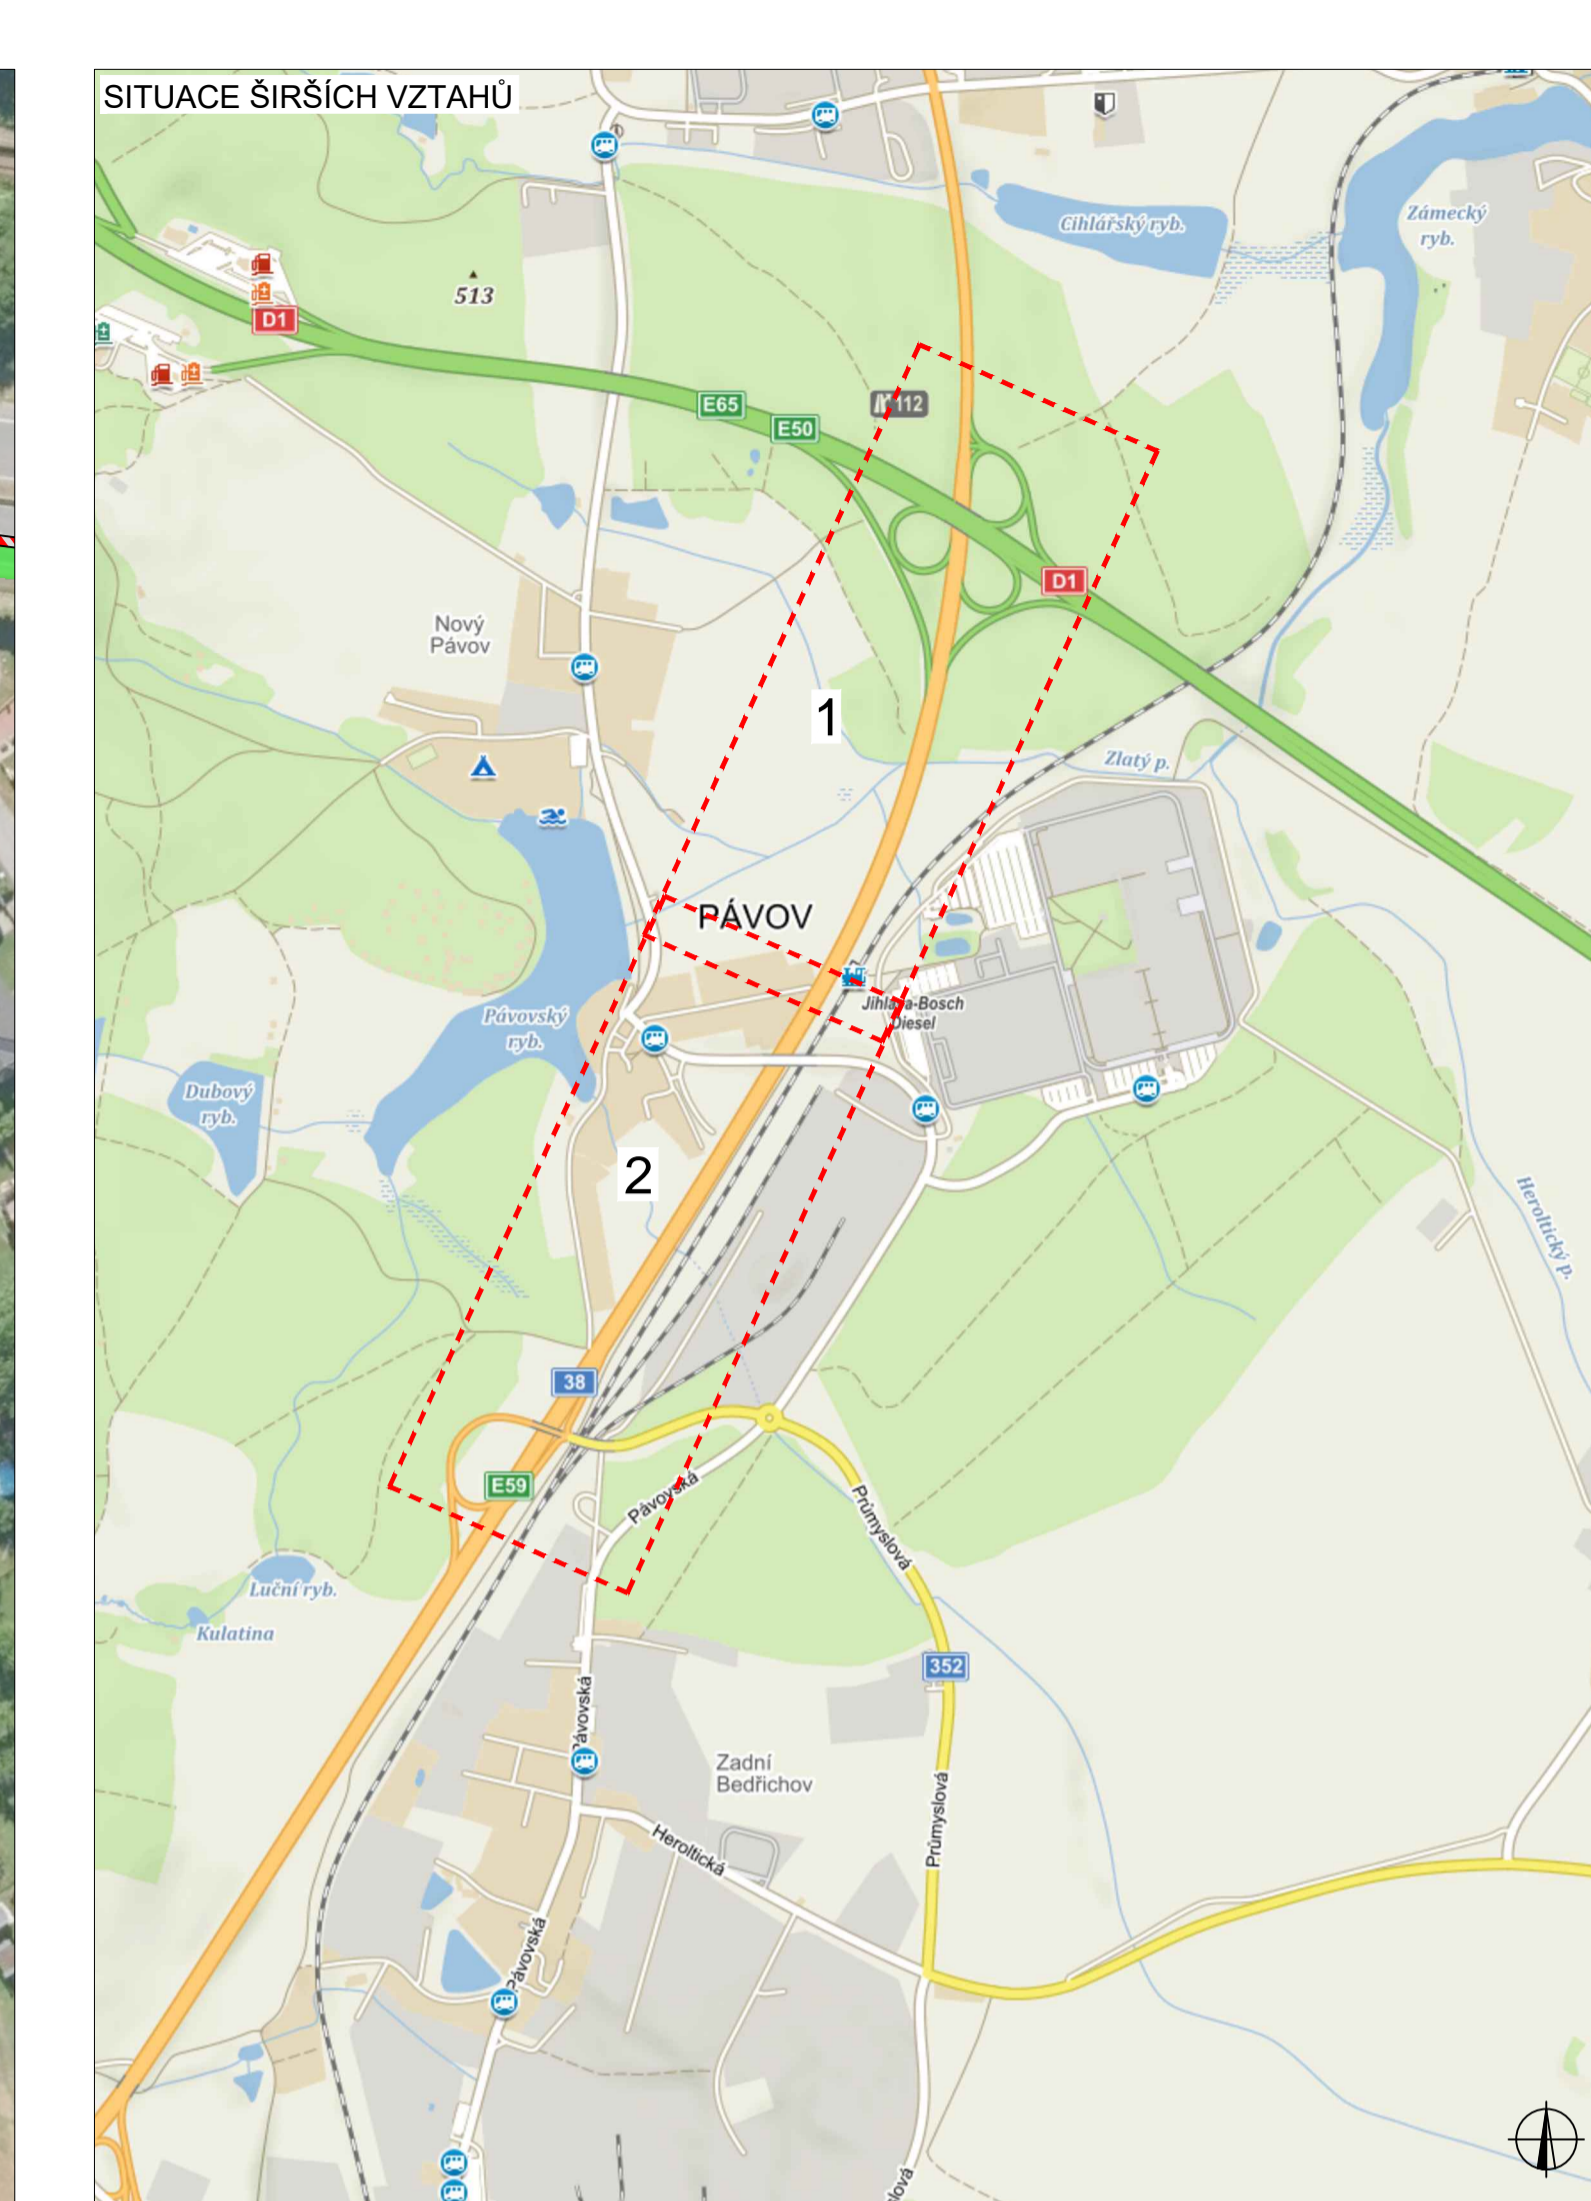 SITUACE ŠIRŠÍCH VZTAHŮ
Cihlářský ryb.
Zámecký
ryb.
513
D1
E65
112
E50
D1
Nový
Pávov
1
Zlatý p.
PÁVOV
Jihlava-Bosch
Diesel
Pávovský
ryb.
Dubový
ryb.
2
Heroltický p.
38
E59
Pávovská
Průmyslová
Luční ryb.
Kulatina
352
Pávovská
Zadní
Bedřichov
Průmyslová
Heroltická
Pávovská